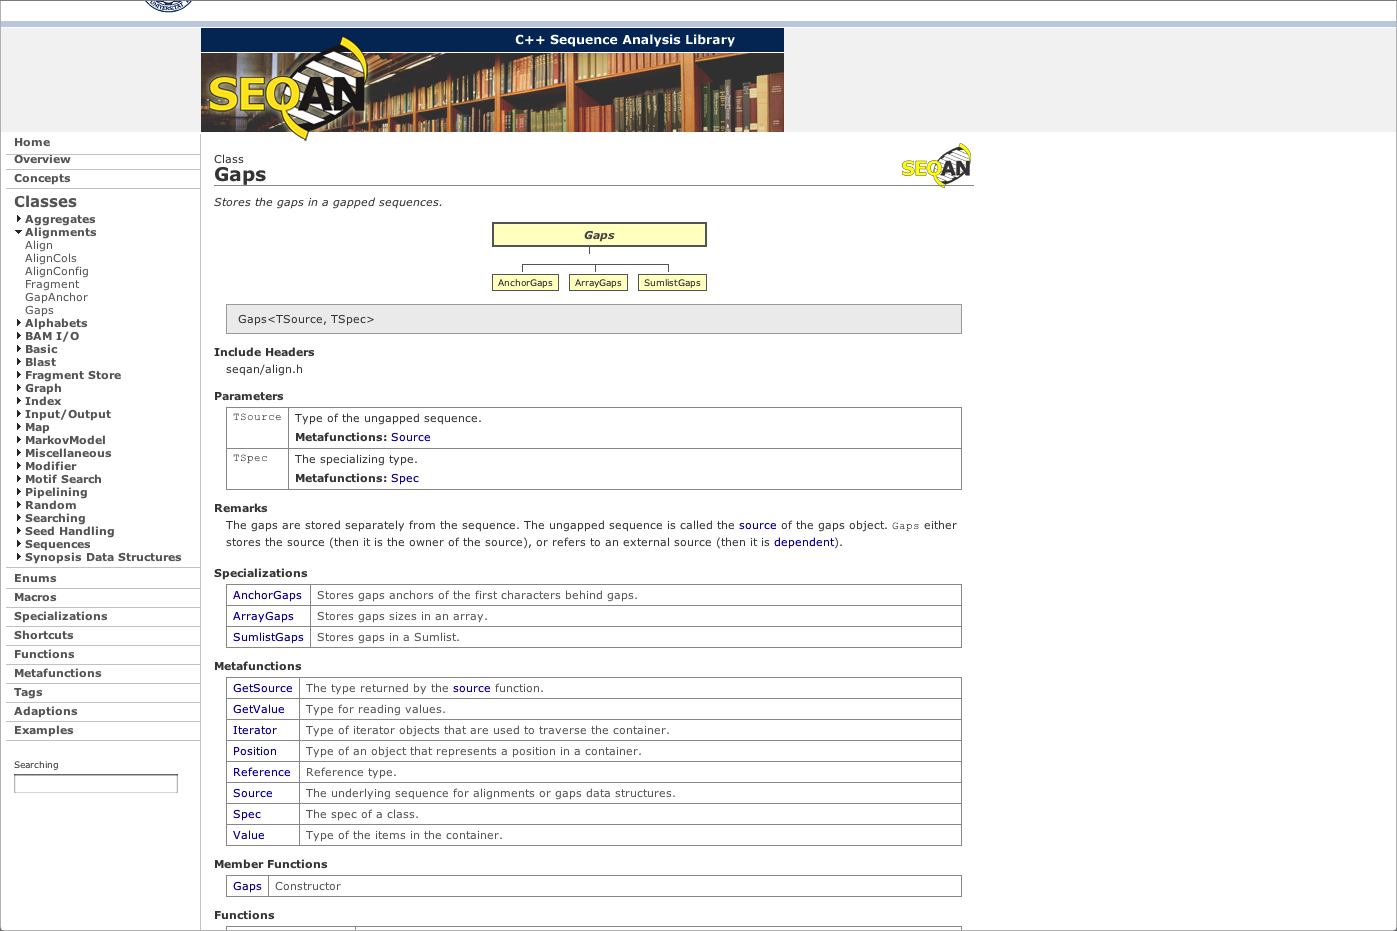 C++ Sequence Analysis Library
SEQAN
Home
Overview
Concepts
Classes
Aggregates
Alignments
Align
AlignCols
AlignConfig
Fragment
GapAnchor
Gaps
Alphabets
BAM I/O
Basic
Blast
Fragment Store
Graph
Index
Input/Output
Map
MarkovModel
Miscellaneous
Modifier
Motif Search
Pipelining
Random
Searching
Seed Handling
Sequences
Synopsis Data Structures
Enums
Macros
Specializations
Shortcuts
Functions
Metafunctions
Tags
Adaptions
Examples
Searching
Class
Gaps
SEQAN
Stores the gaps in a gapped sequences.
Gaps
AnchorGaps ArrayGaps SumlistGaps
Gaps<TSource, TSpec>
Include Headers
seqan/align.h
Parameters
TSource Type of the ungapped sequence.
Metafunctions: Source
TSpec The specializing type.
Metafunctions: Spec
Remarks
The gaps are stored separately from the sequence. The ungapped sequence is called the source of the gaps object. Gaps either
stores the source (then it is the owner of the source), or refers to an external source (then it is dependent).
Specializations
AnchorGaps Stores gaps anchors of the first characters behind gaps.
ArrayGaps Stores gaps sizes in an array.
SumlistGaps Stores gaps in a Sumlist.
Metafunctions
GetSource The type returned by the source function.
GetValue Type for reading values.
Iterator Type of iterator objects that are used to traverse the container.
Position Type of an object that represents a position in a container.
Reference Reference type.
Source The underlying sequence for alignments or gaps data structures.
Spec The spec of a class.
Value Type of the items in the container.
Member Functions
Gaps Constructor
Functions